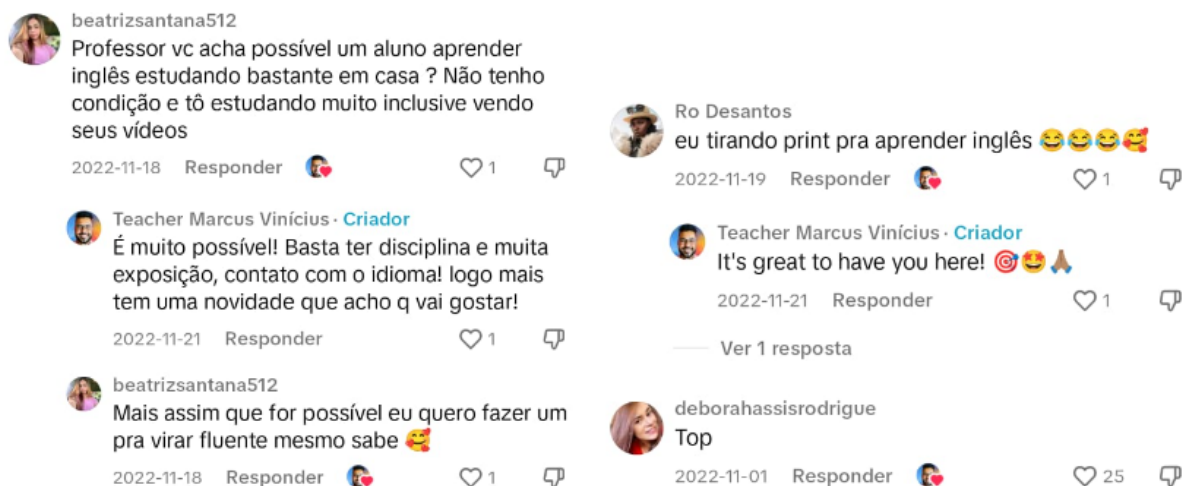 beatrizsantana512
Professor vc acha possível um aluno aprender
inglês estudando bastante em casa ? Não tenho
condição e tô estudando muito inclusive vendo
seus vídeos
2022-11-18 Responder 1
Teacher Marcus Vinícius · Criador
É muito possível! Basta ter disciplina e muita
exposição, contato com o idioma! logo mais
tem uma novidade que acho q vai gostar!
2022-11-21 Responder 1
beatrizsantana512
Mais assim que for possível eu quero fazer um
pra virar fluente mesmo sabe 🥰
2022-11-18 Responder 1
Ro Desantos
eu tirando print pra aprender inglês 😂😂😂🥰
2022-11-19 Responder 1
Teacher Marcus Vinícius · Criador
It's great to have you here! 🎯🤩🙏🏽
2022-11-21 Responder 1
Ver 1 resposta
deborahassisrodrigue
Top
2022-11-01 Responder 25